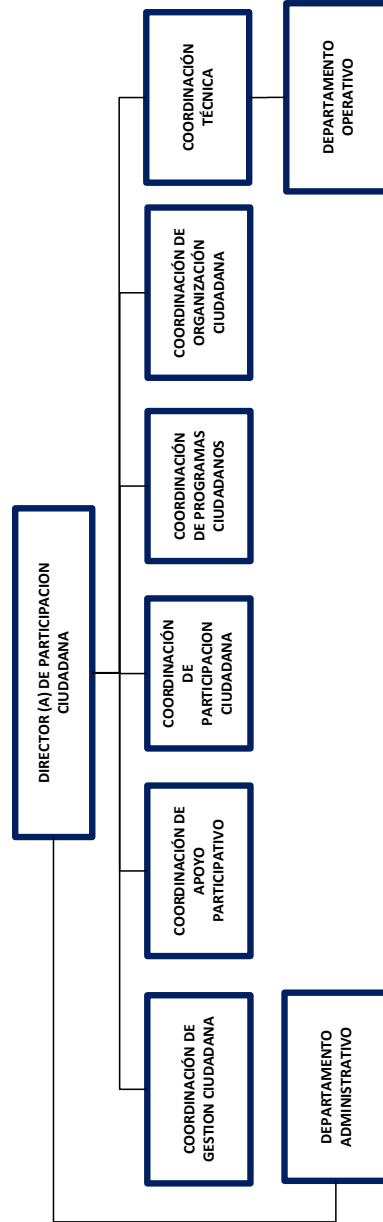 DIRECTOR (A) DE PARTICIPACION
CIUDADANA
COORDINACIÓN DE
GESTION CIUDADANA
COORDINACIÓN DE
APOYO
PARTICIPATIVO
COORDINACIÓN
DE
PARTICIPACION
CIUDADANA
COORDINACIÓN
DE PROGRAMAS
CIUDADANOS
COORDINACIÓN DE
ORGANIZACIÓN
CIUDADANA
COORDINACIÓN
TÉCNICA
DEPARTAMENTO
ADMINISTRATIVO
DEPARTAMENTO
OPERATIVO